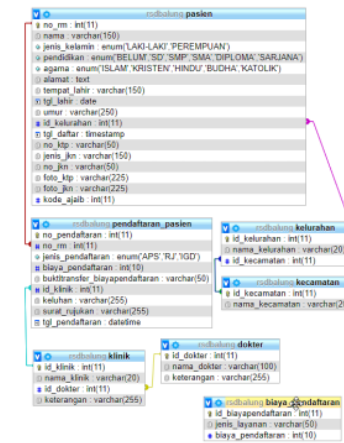 rsdbalung pasien
no_rm : int(11)
nama : varchar(150)
jenis_kelamin : enum('LAKI-LAKI','PEREMPUAN')
pendidikan : enum('BELUM','SD','SMP','SMA','DIPLOMA','SARJANA')
agama : enum('ISLAM','KRISTEN','HINDU','BUDHA','KATOLIK')
alamat : text
tempat_lahir : varchar(150)
tgl_lahir : date
umur : varchar(250)
id_kelurahan : int(11)
tgl_daftar : timestamp
no_ktp : varchar(50)
jenis_jkn : varchar(150)
no_jkn : varchar(50)
foto_ktp : varchar(225)
foto_jkn : varchar(225)
kode_ajaib : int(11)
rsdbalung pendaftaran_pasien
no_pendaftaran : int(11)
no_rm : int(11)
jenis_pendaftaran : enum('APS','RJ','IGD')
biaya_pendaftaran : int(10)
buktitransfer_biayapendaftaran : varchar(50)
id_klinik : int(11)
keluhan : varchar(255)
surat_rujukan : varchar(255)
tgl_pendaftaran : datetime
rsdbalung kelurahan
id_kelurahan : int(11)
nama_kelurahan : varchar(20)
id_kecamatan : int(11)
rsdbalung kecamatan
id_kecamatan : int(11)
nama_kecamatan : varchar(2
rsdbalung klinik
id_klinik : int(11)
nama_klinik : varchar(20)
id_dokter : int(11)
keterangan : varchar(255)
rsdbalung dokter
id_dokter : int(11)
nama_dokter : varchar(100)
keterangan : varchar(255)
rsdbalung biaya_pendaftaran
id_biayapendaftaran : int(11)
jenis_layanan : varchar(50)
biaya_pendaftaran : int(10)